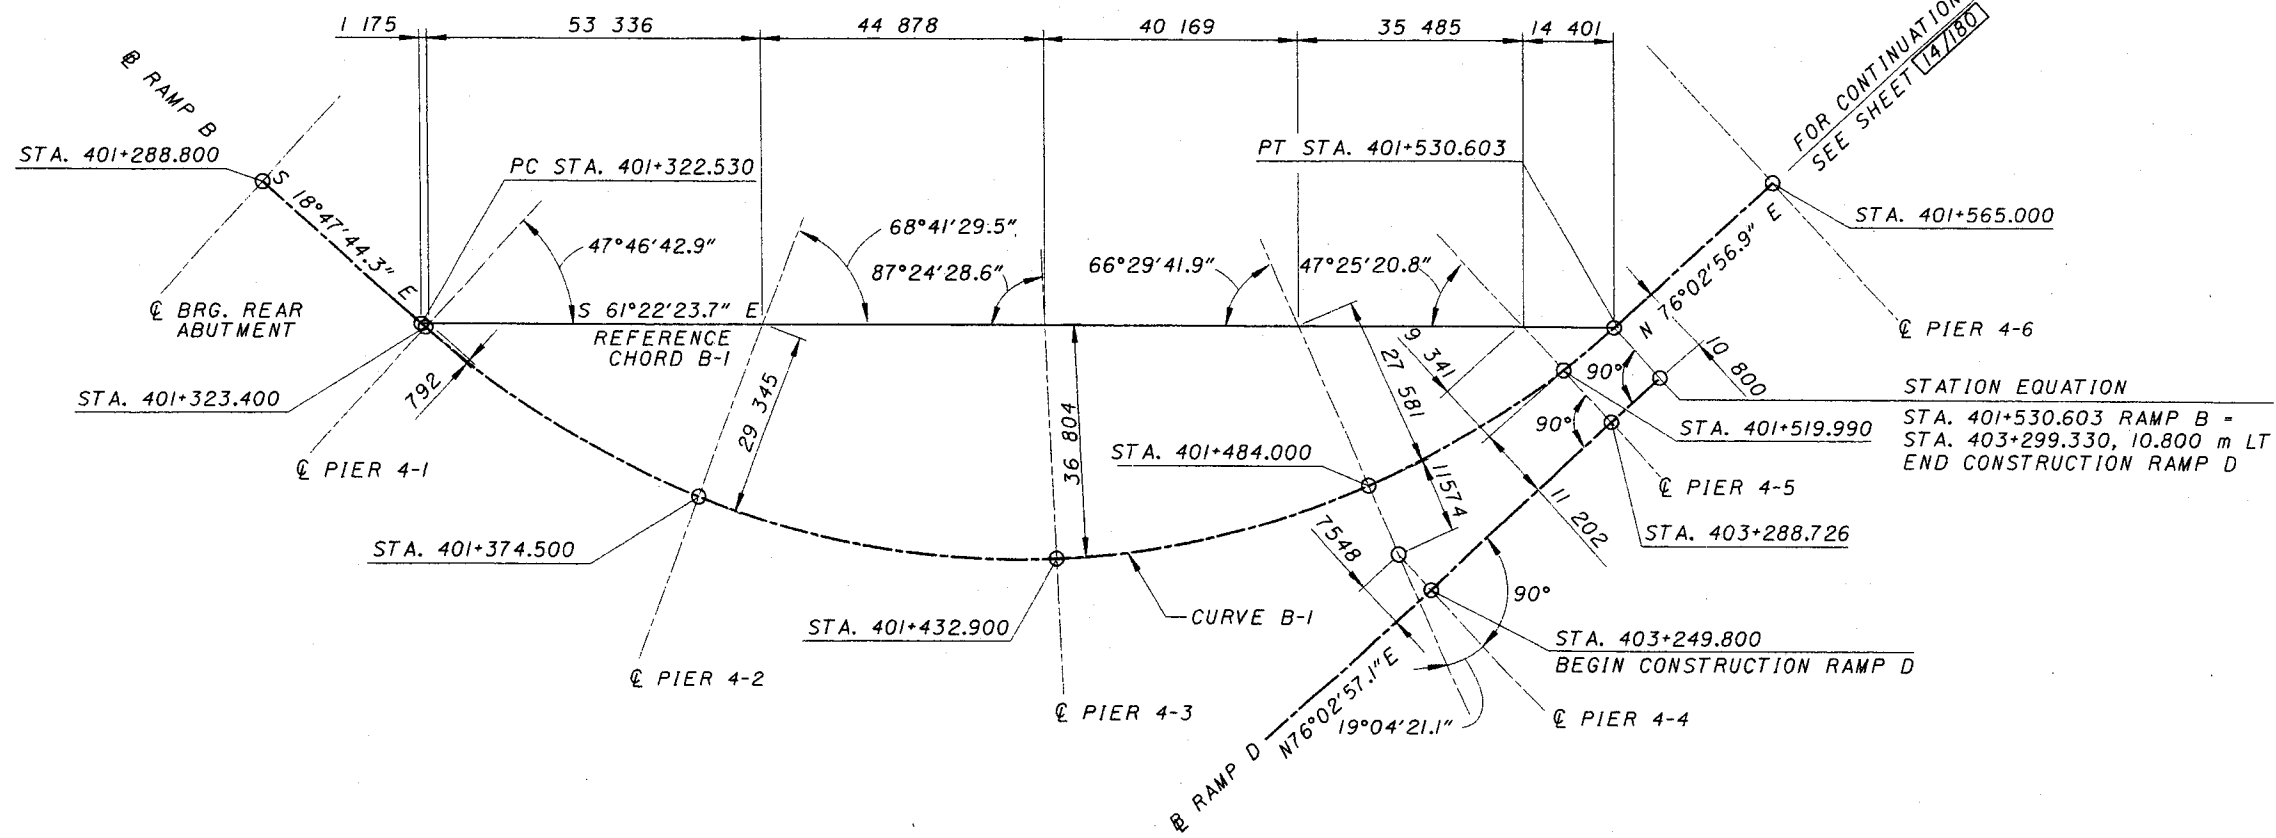 1 175
53 336
44 878
40 169
35 485
14 401
FOR CONTINUATION
SEE SHEET 14/180
℄ RAMP B
STA. 401+288.800
PC STA. 401+322.530
PT STA. 401+530.603
S 18°47'44.3" E
47°46'42.9"
68°41'29.5"
87°24'28.6"
66°29'41.9"
47°25'20.8"
N 76°02'56.9" E
STA. 401+565.000
℄ BRG. REAR
ABUTMENT
S 61°22'23.7" E
REFERENCE
CHORD B-1
℄ PIER 4-6
STA. 401+323.400
792
29 345
36 804
27 581
9 341
90°
10 800
STATION EQUATION
STA. 401+530.603 RAMP B =
STA. 403+299.330, 10.800 m LT
END CONSTRUCTION RAMP D
90°
STA. 401+519.990
℄ PIER 4-1
STA. 401+484.000
11574
℄ PIER 4-5
11 202
STA. 403+288.726
STA. 401+374.500
7548
90°
CURVE B-1
STA. 401+432.900
STA. 403+249.800
BEGIN CONSTRUCTION RAMP D
℄ PIER 4-2
℄ PIER 4-3
℄ PIER 4-4
19°04'21.1"
℄ RAMP D
N76°02'57.1"E